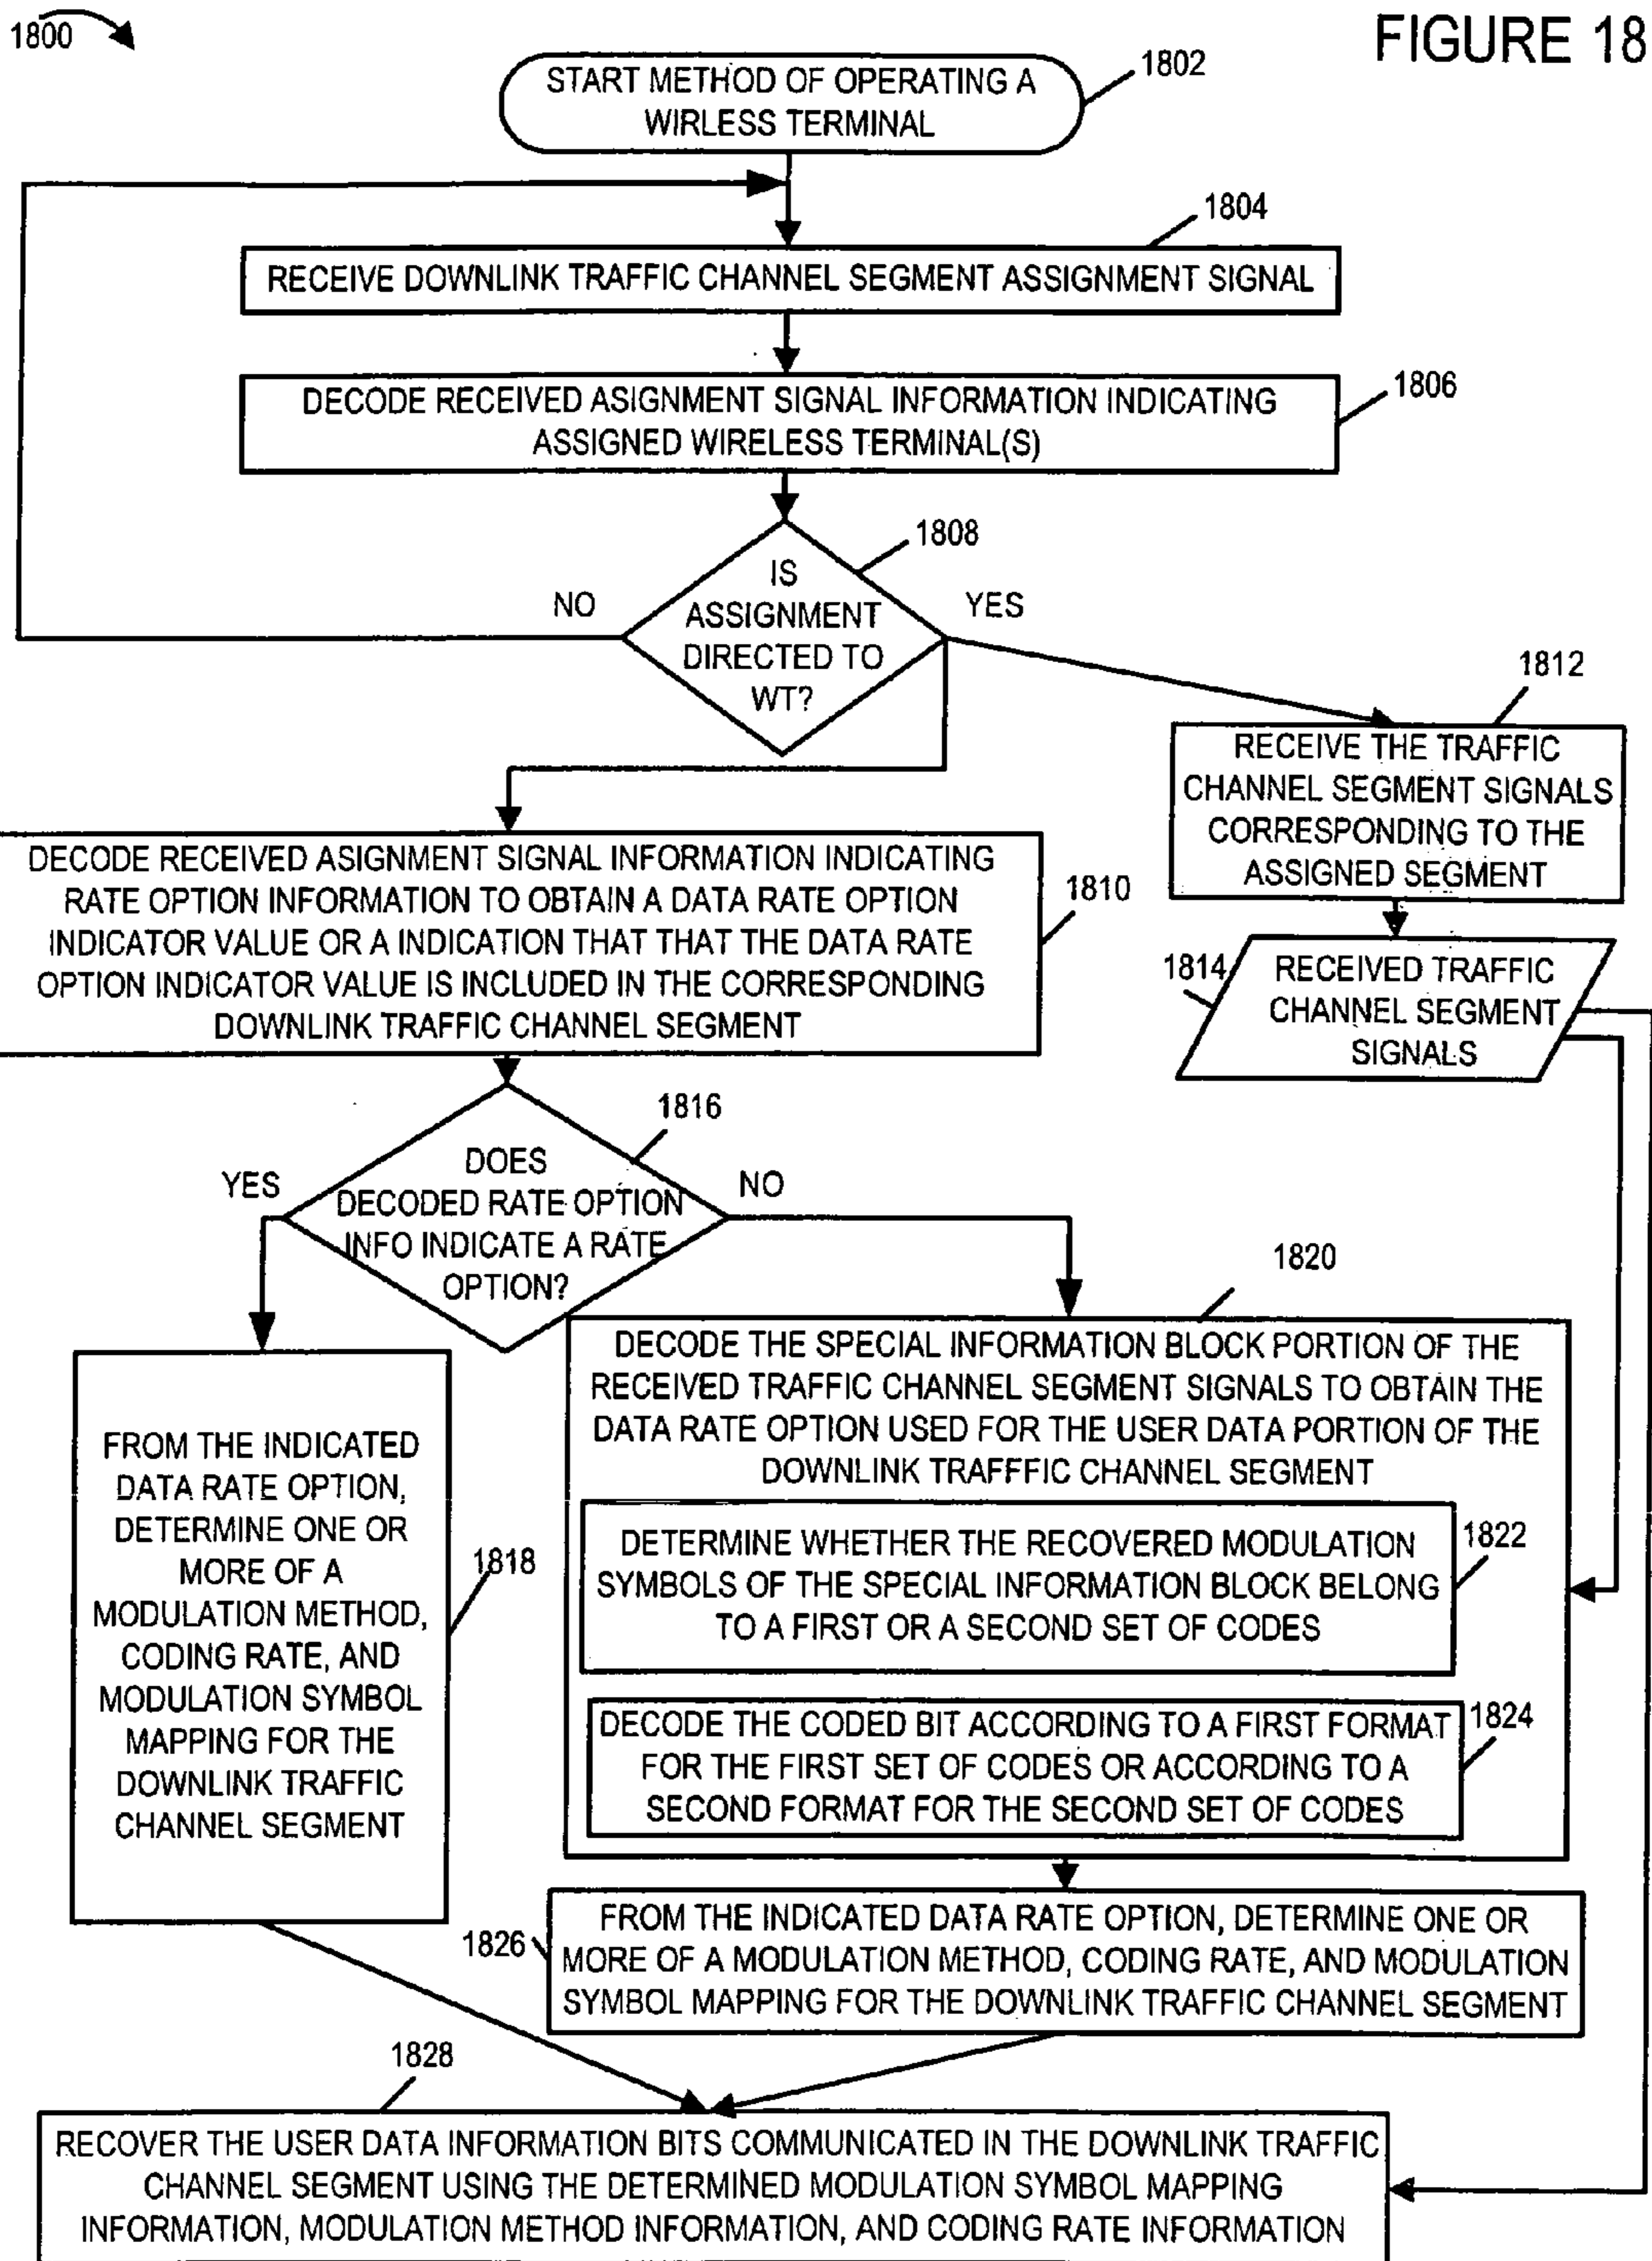 1800
FIGURE 18
START METHOD OF OPERATING A
WIRLESS TERMINAL
1802
1804
RECEIVE DOWNLINK TRAFFIC CHANNEL SEGMENT ASSIGNMENT SIGNAL
1806
DECODE RECEIVED ASIGNMENT SIGNAL INFORMATION INDICATING
ASSIGNED WIRELESS TERMINAL(S)
1808
IS
ASSIGNMENT
DIRECTED TO
WT?
NO
YES
1812
RECEIVE THE TRAFFIC
CHANNEL SEGMENT SIGNALS
CORRESPONDING TO THE
ASSIGNED SEGMENT
DECODE RECEIVED ASIGNMENT SIGNAL INFORMATION INDICATING
RATE OPTION INFORMATION TO OBTAIN A DATA RATE OPTION
INDICATOR VALUE OR A INDICATION THAT THAT THE DATA RATE
OPTION INDICATOR VALUE IS INCLUDED IN THE CORRESPONDING
DOWNLINK TRAFFIC CHANNEL SEGMENT
1810
1814
RECEIVED TRAFFIC
CHANNEL SEGMENT
SIGNALS
1816
DOES
DECODED RATE OPTION
INFO INDICATE A RATE
OPTION?
YES
NO
1820
DECODE THE SPECIAL INFORMATION BLOCK PORTION OF THE
RECEIVED TRAFFIC CHANNEL SEGMENT SIGNALS TO OBTAIN THE
DATA RATE OPTION USED FOR THE USER DATA PORTION OF THE
DOWNLINK TRAFFFIC CHANNEL SEGMENT
FROM THE INDICATED
DATA RATE OPTION,
DETERMINE ONE OR
MORE OF A
MODULATION METHOD,
CODING RATE, AND
MODULATION SYMBOL
MAPPING FOR THE
DOWNLINK TRAFFIC
CHANNEL SEGMENT
1818
DETERMINE WHETHER THE RECOVERED MODULATION
SYMBOLS OF THE SPECIAL INFORMATION BLOCK BELONG
TO A FIRST OR A SECOND SET OF CODES
1822
DECODE THE CODED BIT ACCORDING TO A FIRST FORMAT
FOR THE FIRST SET OF CODES OR ACCORDING TO A
SECOND FORMAT FOR THE SECOND SET OF CODES
1824
1826
FROM THE INDICATED DATA RATE OPTION, DETERMINE ONE OR
MORE OF A MODULATION METHOD, CODING RATE, AND MODULATION
SYMBOL MAPPING FOR THE DOWNLINK TRAFFIC CHANNEL SEGMENT
1828
RECOVER THE USER DATA INFORMATION BITS COMMUNICATED IN THE DOWNLINK TRAFFIC
CHANNEL SEGMENT USING THE DETERMINED MODULATION SYMBOL MAPPING
INFORMATION, MODULATION METHOD INFORMATION, AND CODING RATE INFORMATION